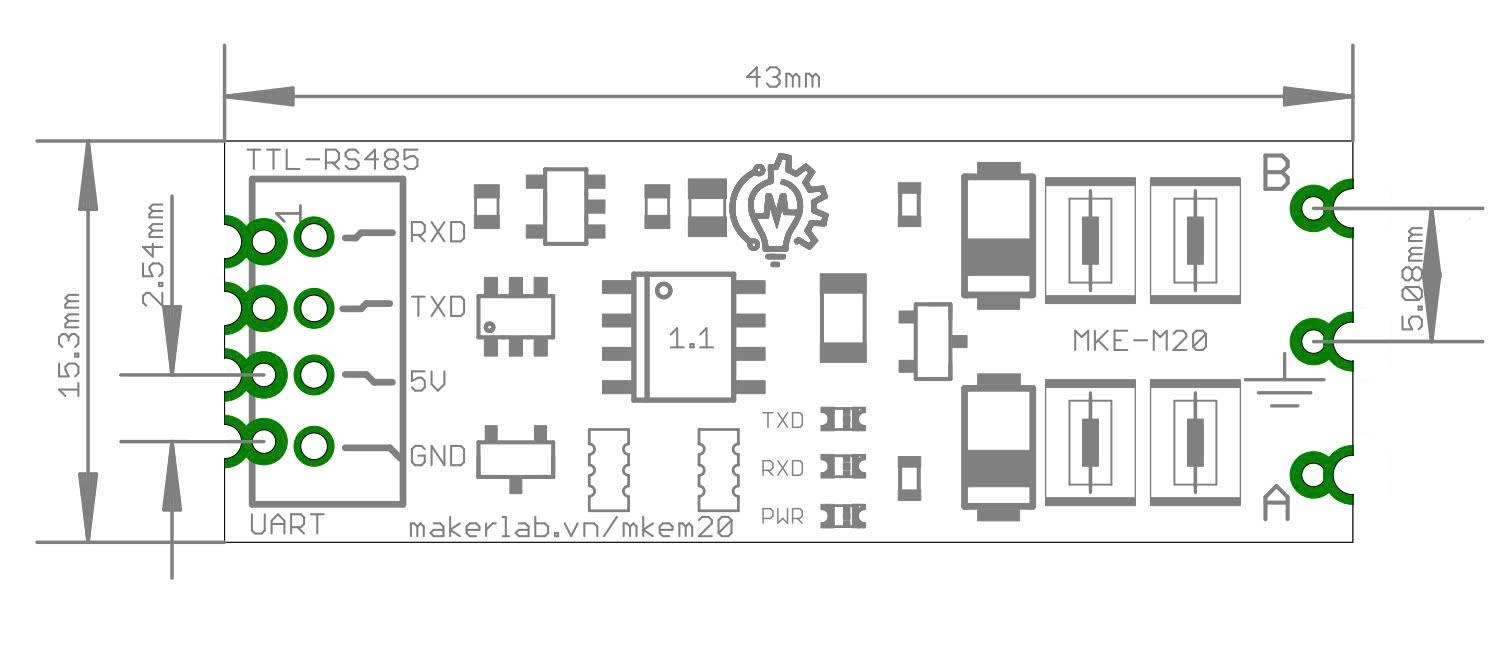 43mm
TTL-RS485
B
1
RXD
2.54mm
5.08mm
TXD
15.3mm
1.1
MKE-M20
5V
TXD
GND
RXD
A
PWR
UART
makerlab.vn/mkem20